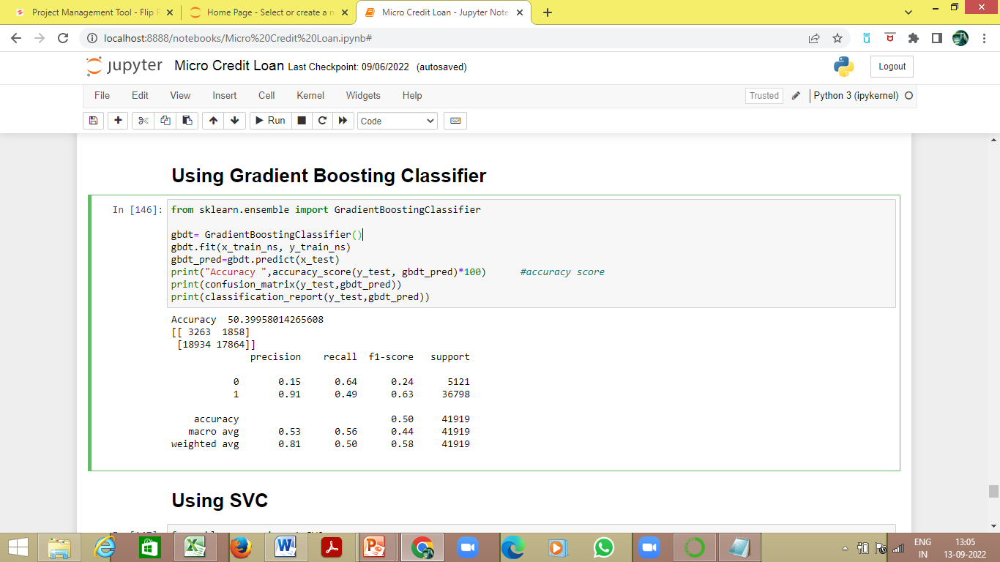 Project Management Tool - Flip
Home Page - Select or create a
Micro Credit Loan - Jupyter Note
localhost:8888/notebooks/Micro%20Credit%20Loan.ipynb#
jupyter Micro Credit Loan Last Checkpoint: 09/06/2022 (autosaved)
Logout
File Edit View Insert Cell Kernel Widgets Help
Trusted Python 3 (ipykernel)
Run Code
Using Gradient Boosting Classifier
In [146]: from sklearn.ensemble import GradientBoostingClassifier
gbdt= GradientBoostingClassifier()
gbdt.fit(x_train_ns, y_train_ns)
gbdt_pred=gbdt.predict(x_test)
print("Accuracy ",accuracy_score(y_test, gbdt_pred)*100) #accuracy score
print(confusion_matrix(y_test,gbdt_pred))
print(classification_report(y_test,gbdt_pred))
Accuracy 50.39958014265608
[[ 3263 1858]
[18934 17864]]
precision recall f1-score support
0 0.15 0.64 0.24 5121
1 0.91 0.49 0.63 36798
accuracy 0.50 41919
macro avg 0.53 0.56 0.44 41919
weighted avg 0.81 0.50 0.58 41919
Using SVC
ENG
IN
13:05
13-09-2022